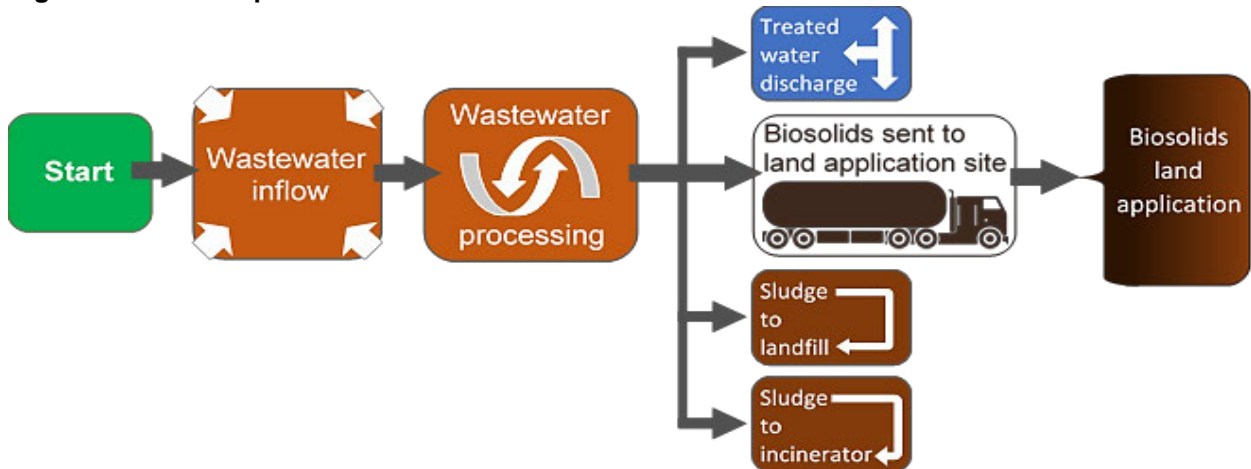 Start
Wastewater
inflow
Wastewater
processing
Treated
water
discharge
Biosolids sent to
land application site
Biosolids
land
application
Sludge
to
landfill
Sludge
to
incinerator